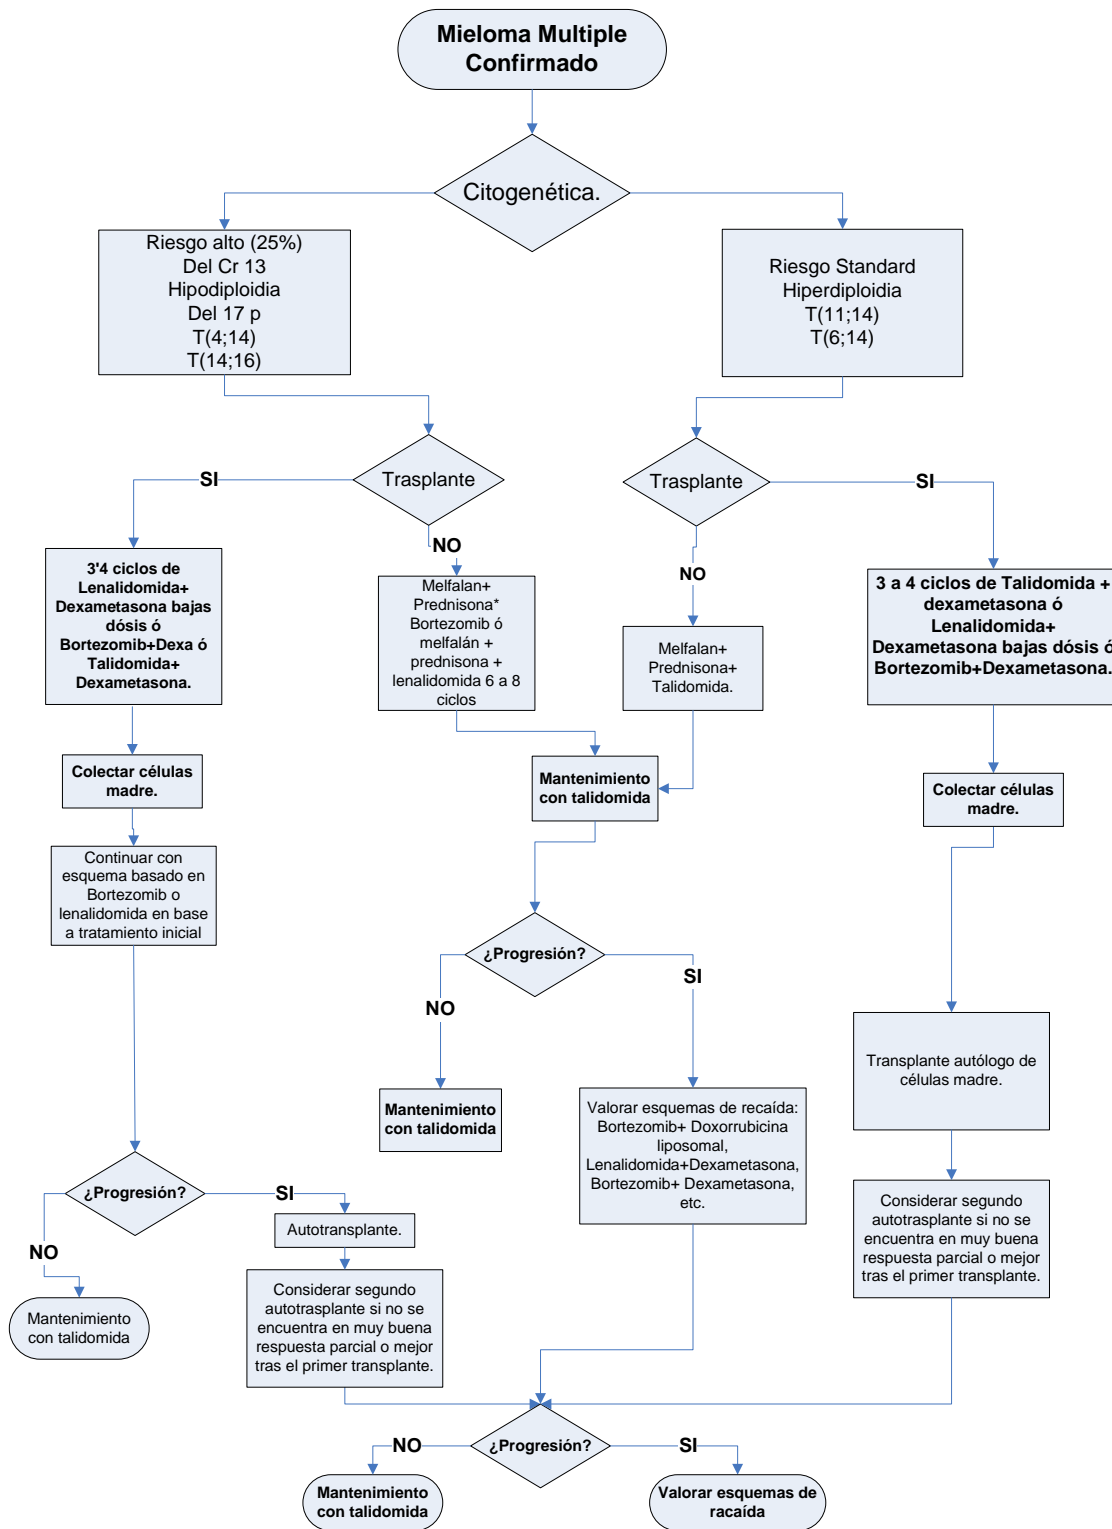 Mieloma Multiple
Confirmado
Citogenética.
Riesgo alto (25%)
Del Cr 13
Hipodiploidia
Del 17 p
T(4;14)
T(14;16)
Riesgo Standard
Hiperdiploidia
T(11;14)
T(6;14)
Trasplante
Trasplante
SI
SI
NO
NO
3'4 ciclos de
Lenalidomida+
Dexametasona bajas
dósis ó
Bortezomib+Dexa ó
Talidomida+
Dexametasona.
Melfalan+
Prednisona*
Bortezomib ó
melfalán +
prednisona +
lenalidomida 6 a 8
ciclos
Melfalan+
Prednisona+
Talidomida.
3 a 4 ciclos de Talidomida +
dexametasona ó
Lenalidomida+
Dexametasona bajas dósis ó
Bortezomib+Dexametasona.
Colectar células
madre.
Mantenimiento
con talidomida
Colectar células
madre.
Continuar con
esquema basado en
Bortezomib o
lenalidomida en base
a tratamiento inicial
¿Progresión?
NO
SI
Mantenimiento
con talidomida
Valorar esquemas de recaída:
Bortezomib+ Doxorrubicina
liposomal,
Lenalidomida+Dexametasona,
Bortezomib+ Dexametasona,
etc.
Transplante autólogo de
células madre.
¿Progresión?
SI
NO
Autotransplante.
Mantenimiento
con talidomida
Considerar segundo
autotrasplante si no se
encuentra en muy buena
respuesta parcial o mejor
tras el primer transplante.
Considerar segundo
autotrasplante si no se
encuentra en muy buena
respuesta parcial o mejor
tras el primer transplante.
¿Progresión?
NO
SI
Mantenimiento
con talidomida
Valorar esquemas de
racaída